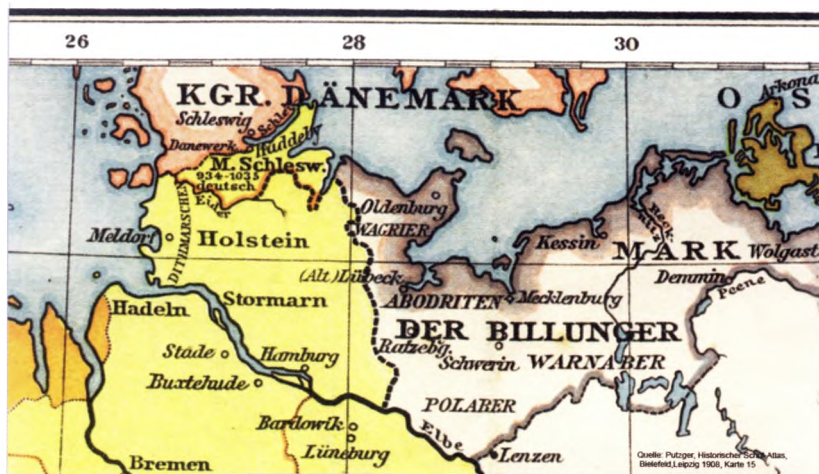 26 28 30
Arkona
KGR. DÄNEMARK
O S
Schleswig
Schlei
Danewerk
Haddeby
M. Schlesw.
934-1035
deutsch
Eider
Oldenburg
DITHMARSCHEN
WAGRIER
Meldorf
Holstein
Kessin
MARK
Wolgast
(Alt) Lübbeck
Demmin
Peene
Hadeln
Stormarn
ABODRITEN
Mecklenburg
DER BILLUNGER
Ratzeb'g.
Stade
Hamburg
Schwerin
WARNABER
Buxtehude
POLABER
Bardowik
Elbe
Lüneburg
Lenzen
Bremen
Quelle: Putzger, Historischer Schul-Atlas,
Bielefeld,Leipzig 1908, Karte 15